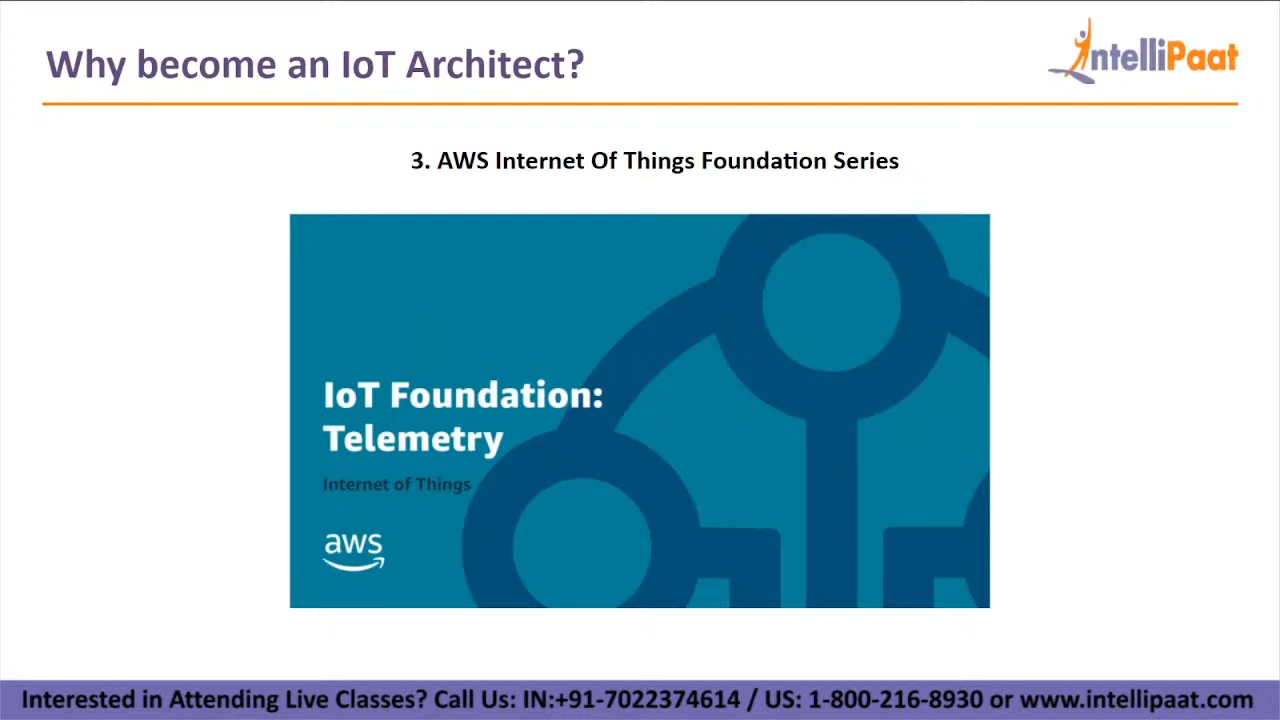 Why become an IoT Architect?
IntelliPaat
3. AWS Internet Of Things Foundation Series
IoT Foundation:
Telemetry
Internet of Things
aws
Interested in Attending Live Classes? Call Us: IN:+91-7022374614 / US: 1-800-216-8930 or www.intellipaat.com